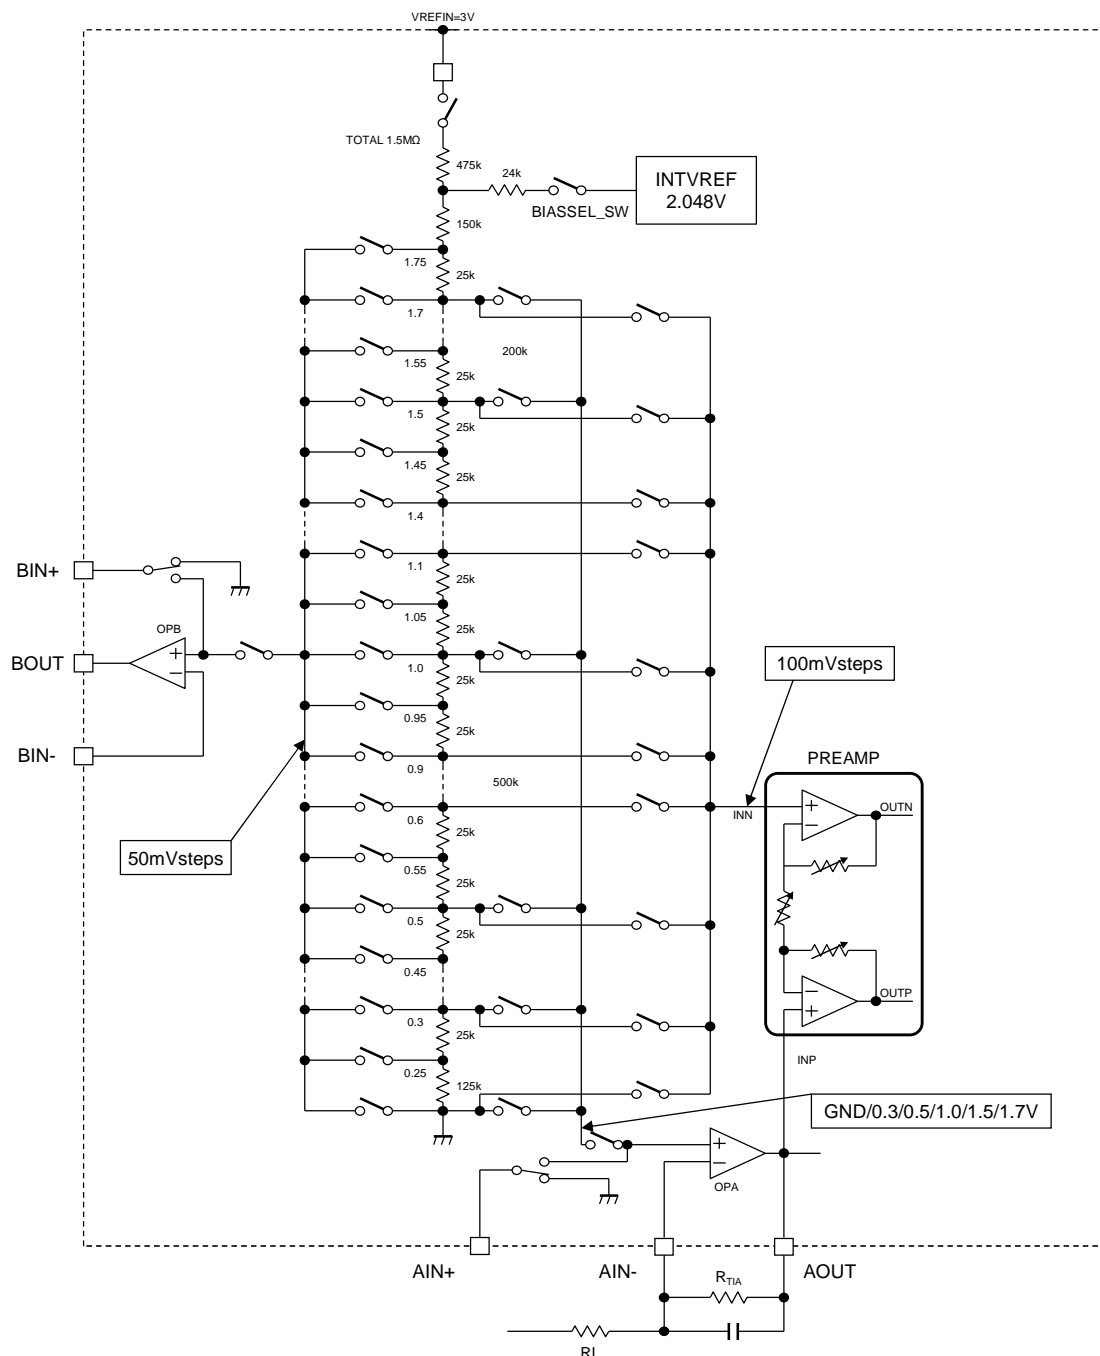 VREFIN=3V
TOTAL 1.5MΩ
475k
24k
INTVREF
2.048V
BIASSEL_SW
150k
1.75
25k
1.7
200k
1.55
25k
1.5
25k
1.45
25k
1.4
1.1
25k
BIN+
1.05
OPB
25k
BOUT
+
−
1.0
25k
100mVsteps
0.95
25k
BIN-
PREAMP
0.9
500k
0.6
INN
+
−
OUTN
25k
50mVsteps
0.55
25k
0.5
25k
0.45
−
+
OUTP
0.3
25k
INP
0.25
125k
GND/0.3/0.5/1.0/1.5/1.7V
+
−
OPA
AIN+
AIN-
AOUT
RTIA
RI